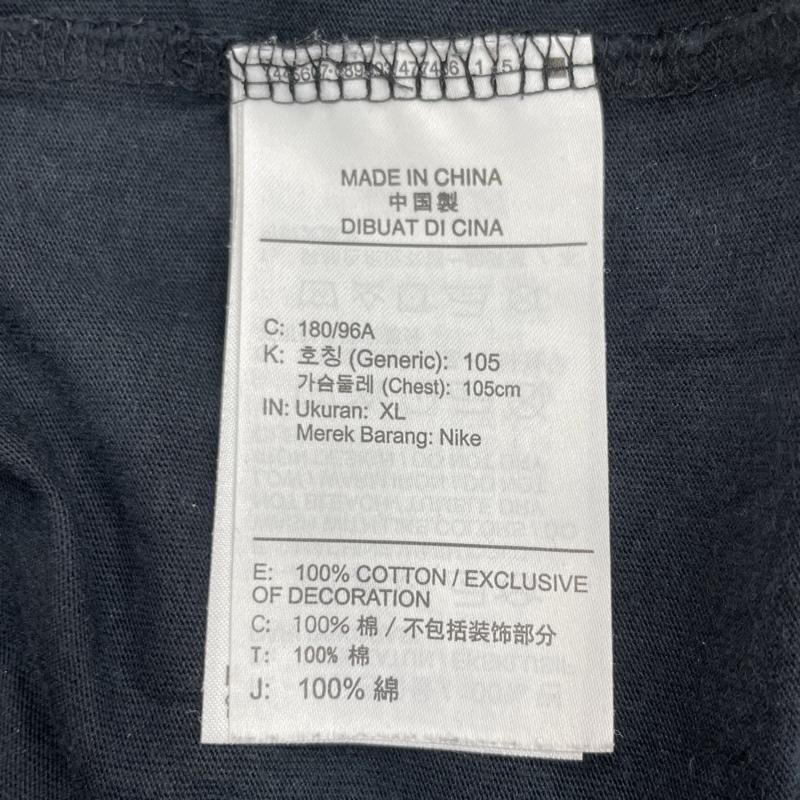 MADE IN CHINA
中国製
DIBUAT DI CINA
C: 180/96A
K: 호칭 (Generic): 105
가슴둘레 (Chest): 105cm
IN: Ukuran: XL
Merek Barang: Nike
E: 100% COTTON / EXCLUSIVE
OF DECORATION
C: 100% 棉 / 不包括装饰部分
T: 100% 棉
J: 100% 綿